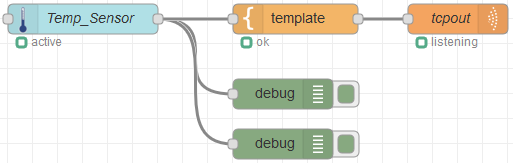 Temp_Sensor
template
tcpout
active
ok
listening
debug
debug